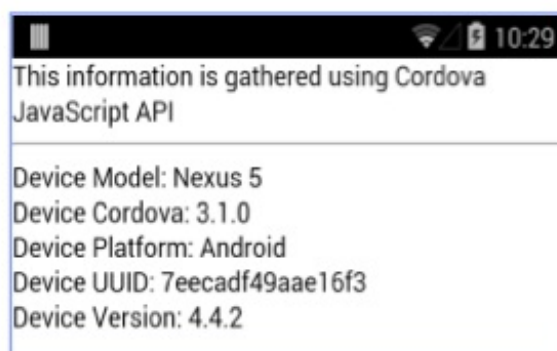 10:29
This information is gathered using Cordova
JavaScript API
Device Model: Nexus 5
Device Cordova: 3.1.0
Device Platform: Android
Device UUID: 7eecadf49aae16f3
Device Version: 4.4.2